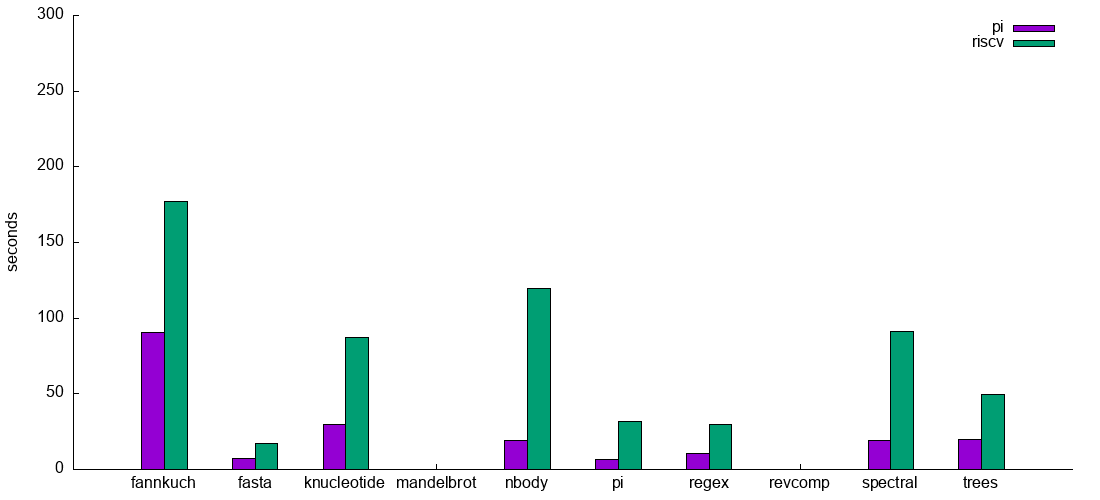 300
250
200
150
100
50
0
seconds
pi
riscv
fannkuch fasta knucleotide mandelbrot nbody pi regex revcomp spectral trees